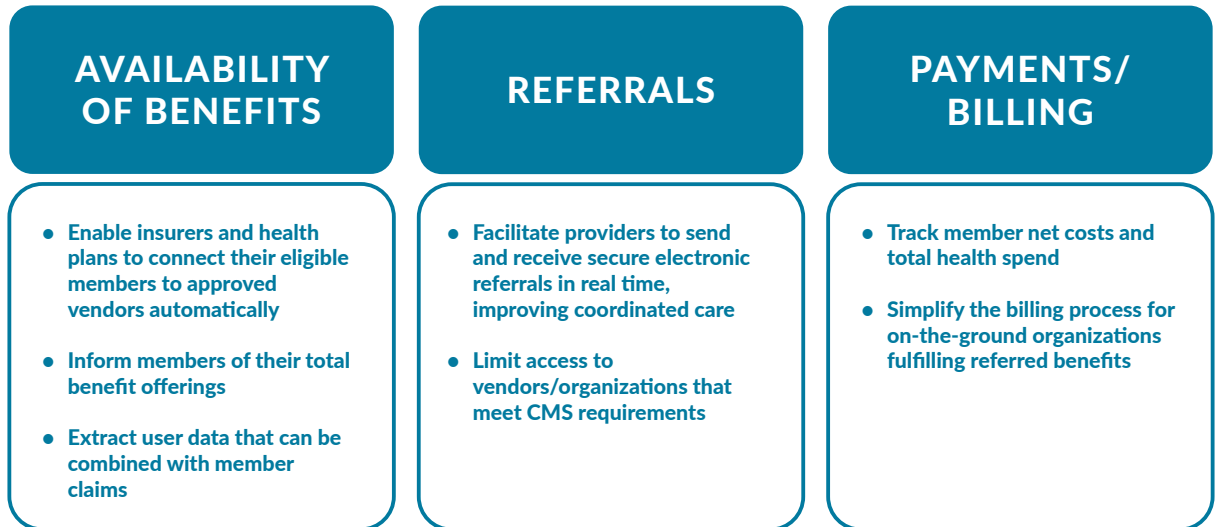 AVAILABILITY
OF BENEFITS
• Enable insurers and health
plans to connect their eligible
members to approved
vendors automatically
• Inform members of their total
benefit offerings
• Extract user data that can be
combined with member
claims
REFERRALS
• Facilitate providers to send
and receive secure electronic
referrals in real time,
improving coordinated care
• Limit access to
vendors/organizations that
meet CMS requirements
PAYMENTS/
BILLING
• Track member net costs and
total health spend
• Simplify the billing process for
on-the-ground organizations
fulfilling referred benefits